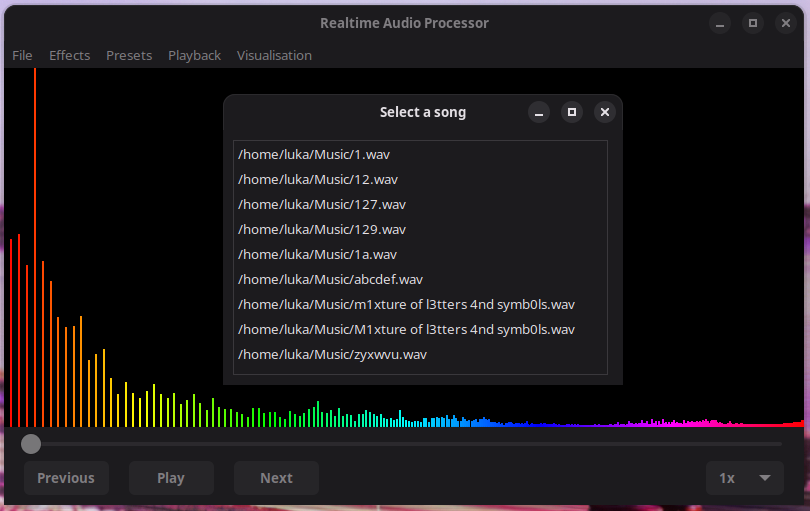 Realtime Audio Processor
File Effects Presets Playback Visualisation
Select a song
/home/luka/Music/1.wav
/home/luka/Music/12.wav
/home/luka/Music/127.wav
/home/luka/Music/129.wav
/home/luka/Music/1a.wav
/home/luka/Music/abcdef.wav
/home/luka/Music/m1xture of l3tters 4nd symb0ls.wav
/home/luka/Music/M1xture of l3tters 4nd symb0ls.wav
/home/luka/Music/zyxwvu.wav
Previous Play Next 1x